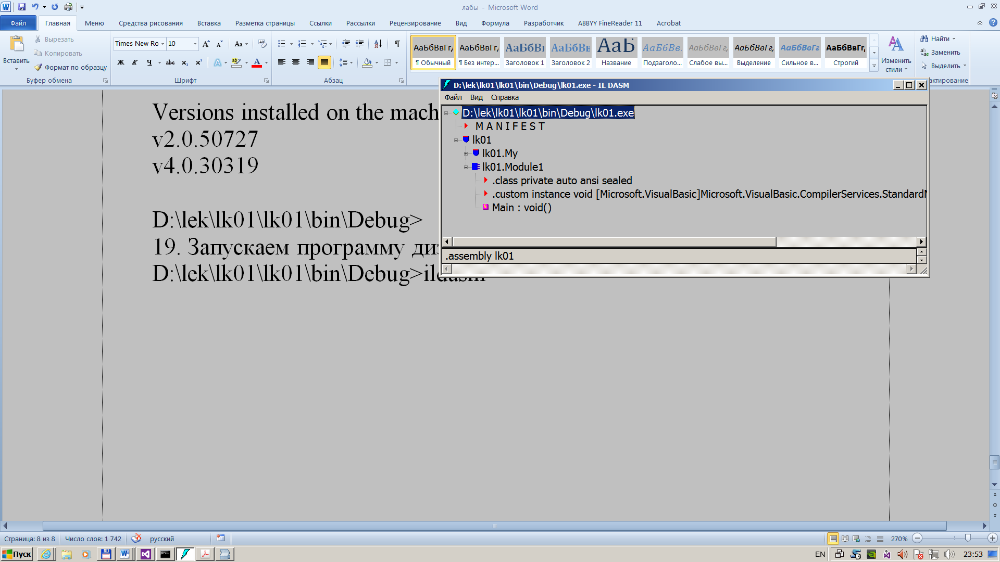 лабы - Microsoft Word
Файл
Главная
Меню
Средства рисования
Вставка
Разметка страницы
Ссылки
Рассылки
Рецензирование
Вид
Формула
Разработчик
ABBYY FineReader 11
Acrobat
Вставить
Вырезать
Копировать
Формат по образцу
Буфер обмена
Times New Ro
10
Шрифт
Абзац
АаБбВвГг,
¶ Обычный
АаБбВвГг,
¶ Без интер...
АаБбВı
Заголовок 1
АаБбВв
Заголовок 2
АаБ
Название
АаБбВв.
Подзаголо...
АаБбВвГг,
Слабое вы...
АаБбВвГг,
Выделение
АаБбВвГг
Сильное в...
АаБбВвГг,
Строгий
Изменить
стили
Найти
Заменить
Выделить
актирование
D:\lek\lk01\lk01\bin\Debug\lk01.exe - IL DASM
Файл Вид Справка
D:\lek\lk01\lk01\bin\Debug\lk01.exe
M A N I F E S T
lk01
lk01.My
lk01.Module1
.class private auto ansi sealed
.custom instance void [Microsoft.VisualBasic]Microsoft.VisualBasic.CompilerServices.Standard
Main : void()
.assembly lk01
Versions installed on the mach
v2.0.50727
v4.0.30319
D:\lek\lk01\lk01\bin\Debug>
19. Запускаем программу диз
D:\lek\lk01\lk01\bin\Debug>ildasm
Страница: 8 из 8
Число слов: 1 742
русский
270%
Пуск
EN
23:53